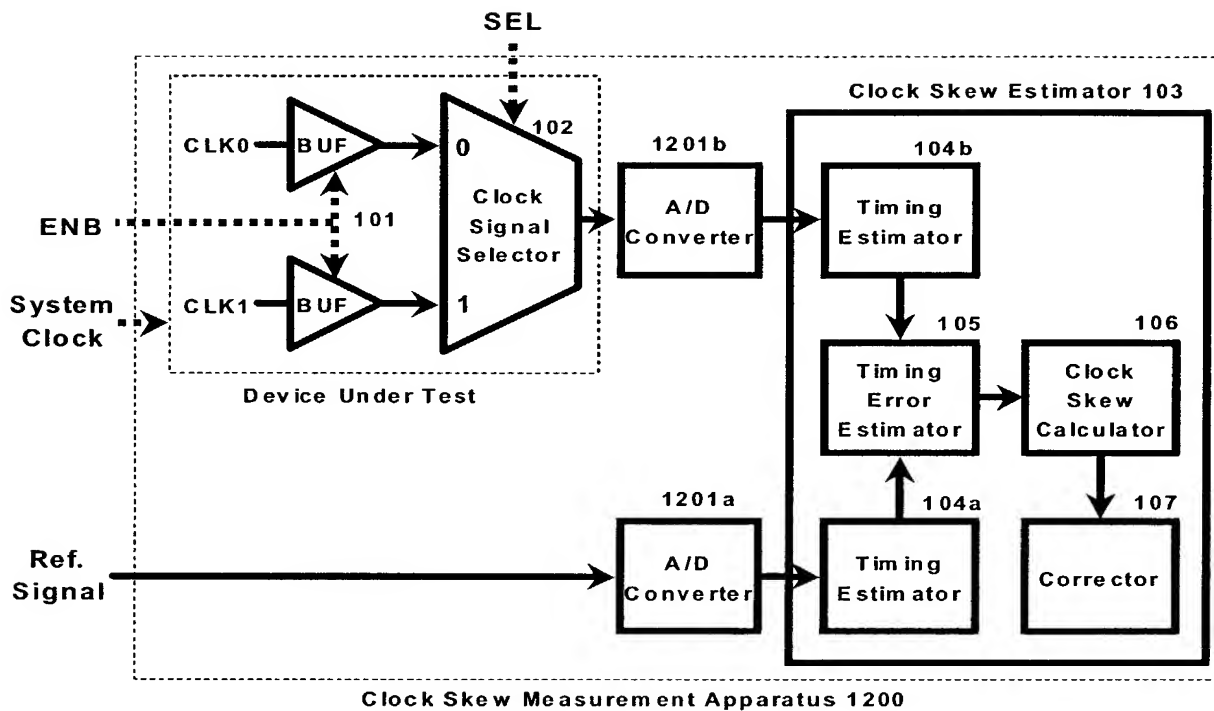 SEL
Clock Skew Estimator 103
CLK0
BUF
0
102
1201b
104b
ENB
101
Clock
Signal
Selector
A/D
Converter
Timing
Estimator
System
Clock
CLK1
BUF
1
105
106
Device Under Test
Timing
Error
Estimator
Clock
Skew
Calculator
1201a
104a
107
Ref.
Signal
A/D
Converter
Timing
Estimator
Corrector
Clock Skew Measurement Apparatus 1200